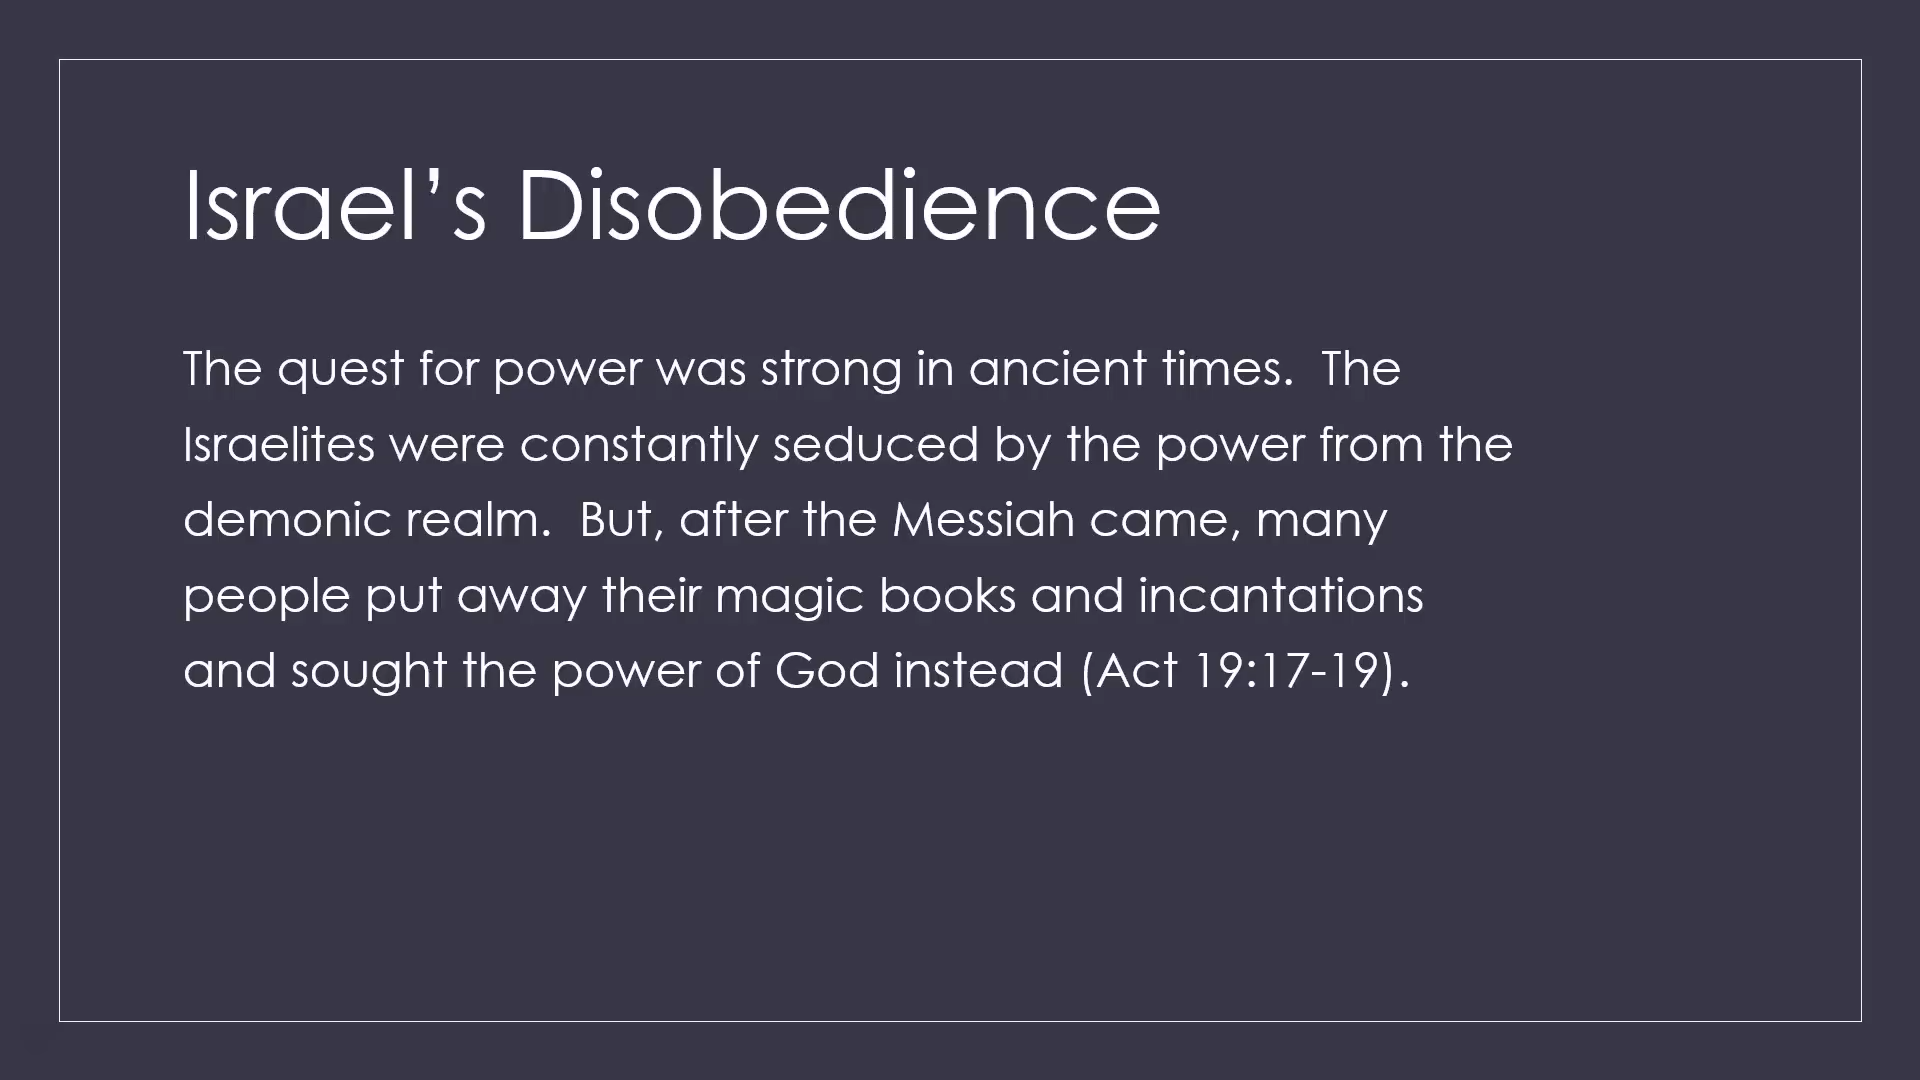 Israel’s Disobedience
The quest for power was strong in ancient times.  The
Israelites were constantly seduced by the power from the
demonic realm.  But, after the Messiah came, many
people put away their magic books and incantations
and sought the power of God instead (Act 19:17-19).